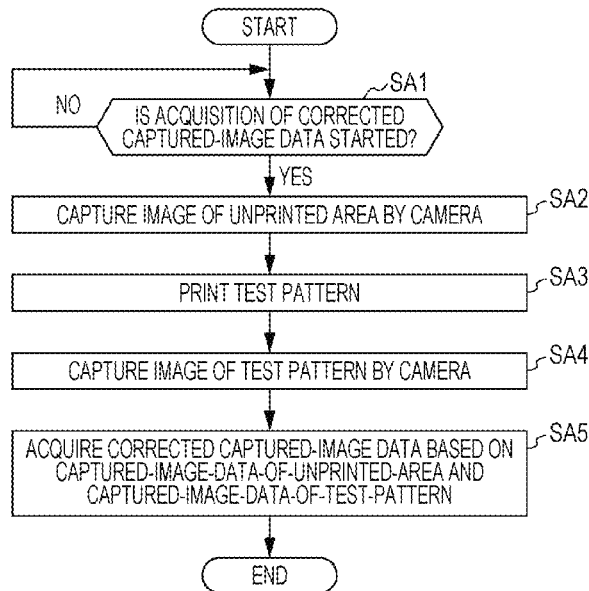 START
SA1
NO
IS ACQUISITION OF CORRECTED
CAPTURED-IMAGE DATA STARTED?
YES
SA2
CAPTURE IMAGE OF UNPRINTED AREA BY CAMERA
SA3
PRINT TEST PATTERN
SA4
CAPTURE IMAGE OF TEST PATTERN BY CAMERA
SA5
ACQUIRE CORRECTED CAPTURED-IMAGE DATA BASED ON
CAPTURED-IMAGE-DATA-OF-UNPRINTED-AREA AND
CAPTURED-IMAGE-DATA-OF-TEST-PATTERN
END